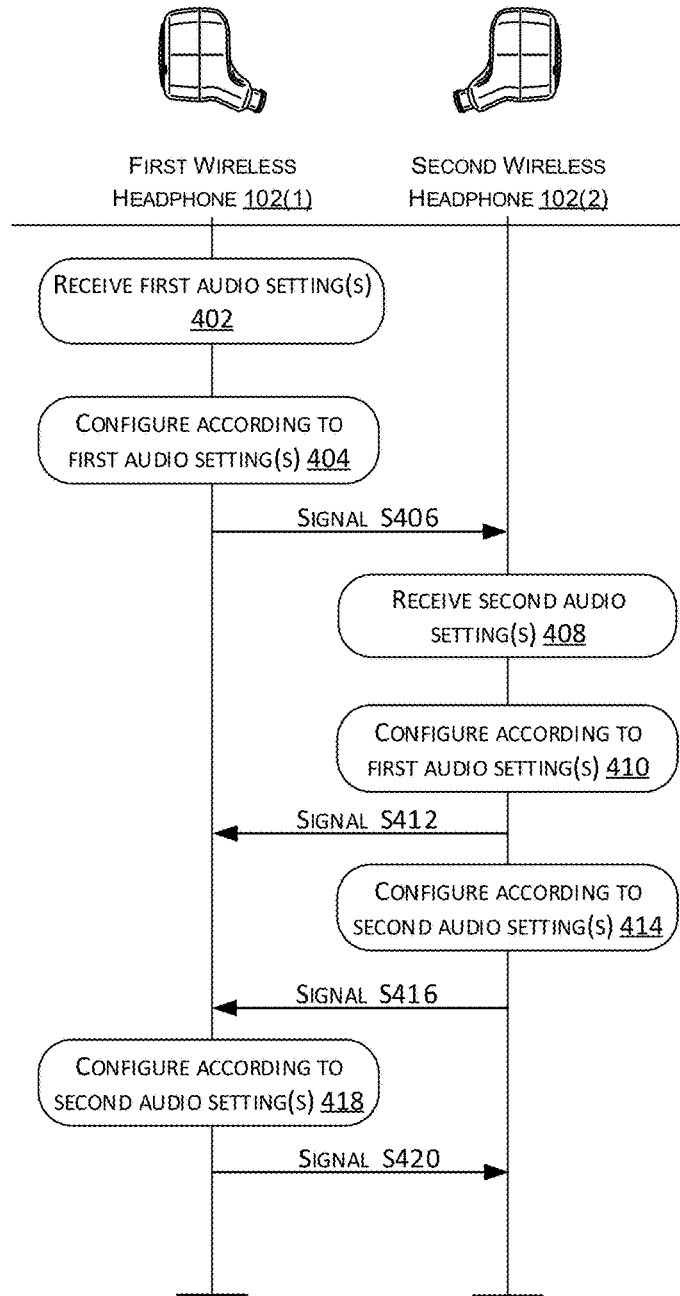 FIRST WIRELESS
HEADPHONE 102(1)
SECOND WIRELESS
HEADPHONE 102(2)
RECEIVE FIRST AUDIO SETTING(S)
402
CONFIGURE ACCORDING TO
FIRST AUDIO SETTING(S) 404
SIGNAL S406
RECEIVE SECOND AUDIO
SETTING(S) 408
CONFIGURE ACCORDING TO
FIRST AUDIO SETTING(S) 410
SIGNAL S412
CONFIGURE ACCORDING TO
SECOND AUDIO SETTING(S) 414
SIGNAL S416
CONFIGURE ACCORDING TO
SECOND AUDIO SETTING(S) 418
SIGNAL S420